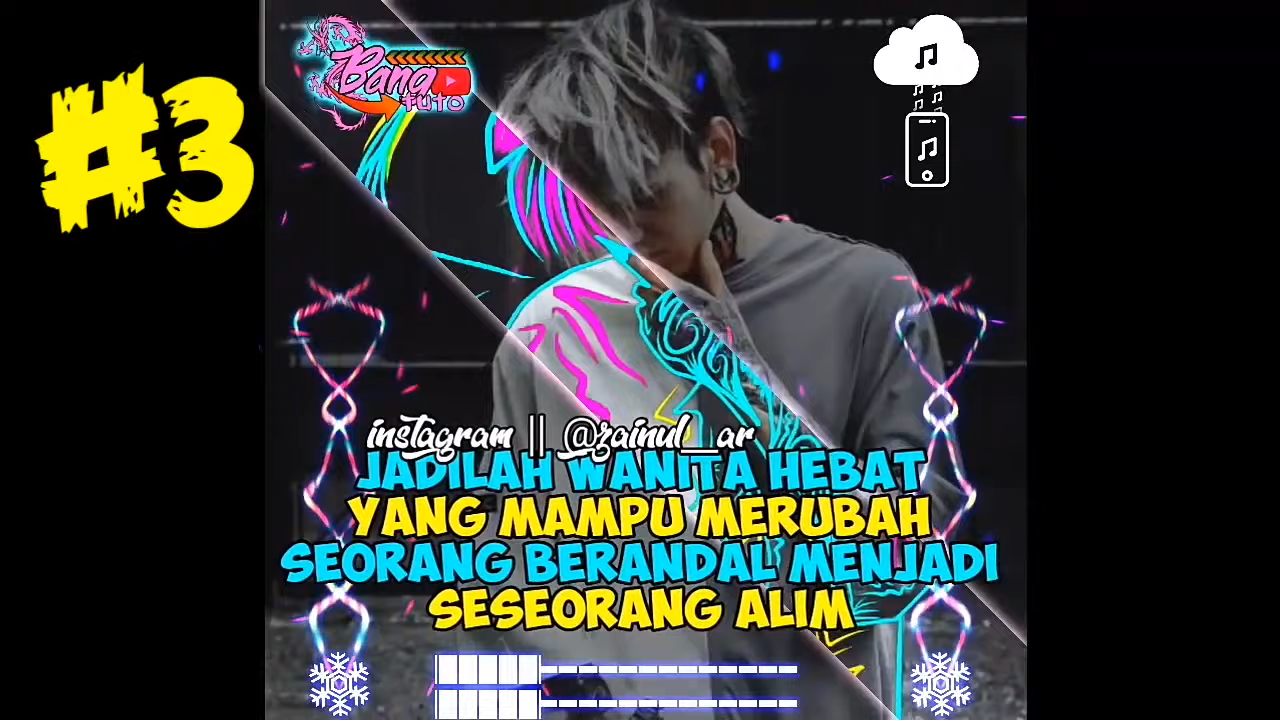 #3
Bang
tuto
instagram || @zainul_ar
JADILAH WANITA HEBAT
YANG MAMPU MERUBAH
SEORANG BERANDAL MENJADI
SESEORANG ALIM